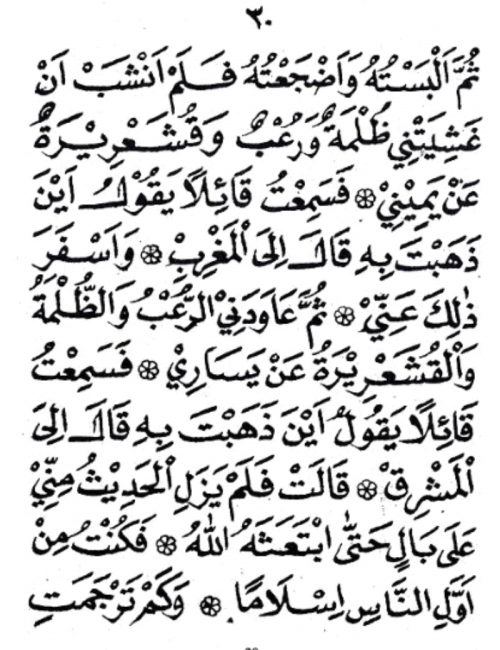 ٣٠
ثُمَّ اَلْبَسْتُهُ وَاَضْجَعْتُهُ فَلَمْ اَنْشَبْ اَنْ
غَشِيَتْنِي ظُلْمَةٌ وَرُعْبٌ وَقُشَعْرِيْرَةٌ
عَنْ يَمِيْنِيْ ۞ فَسَمِعْتُ قَائِلًا يَقُوْلُ اَيْنَ
ذَهَبْتَ بِهِ قَالَ اِلَى الْمَغْرِبْ ۞ وَاَسْفَرَ
ذٰلِكَ عَنِّيْ ۞ ثُمَّ عَاوَدَنِيْ الرُّعْبُ وَالظُّلْمَةُ
وَالْقُشَعْرِيْرَةُ عَنْ يَسَارِيْ ۞ فَسَمِعْتُ
قَائِلًا يَقُوْلُ اَيْنَ ذَهَبْتَ بِهِ قَالَ اِلَى
الْمَشْرِقْ ۞ قَالَتْ فَلَمْ يَزَلِ الْحَدِيْثُ مِنِّيْ
عَلَى بَالٍ حَتّٰى ابْتَعَثَهُ اللّٰهُ ۞ فَكُنْتُ مِنْ
اَوَّلِ النَّاسِ اِسْلَامًا ۞ وَكَمْ تَرْجَمَتِ